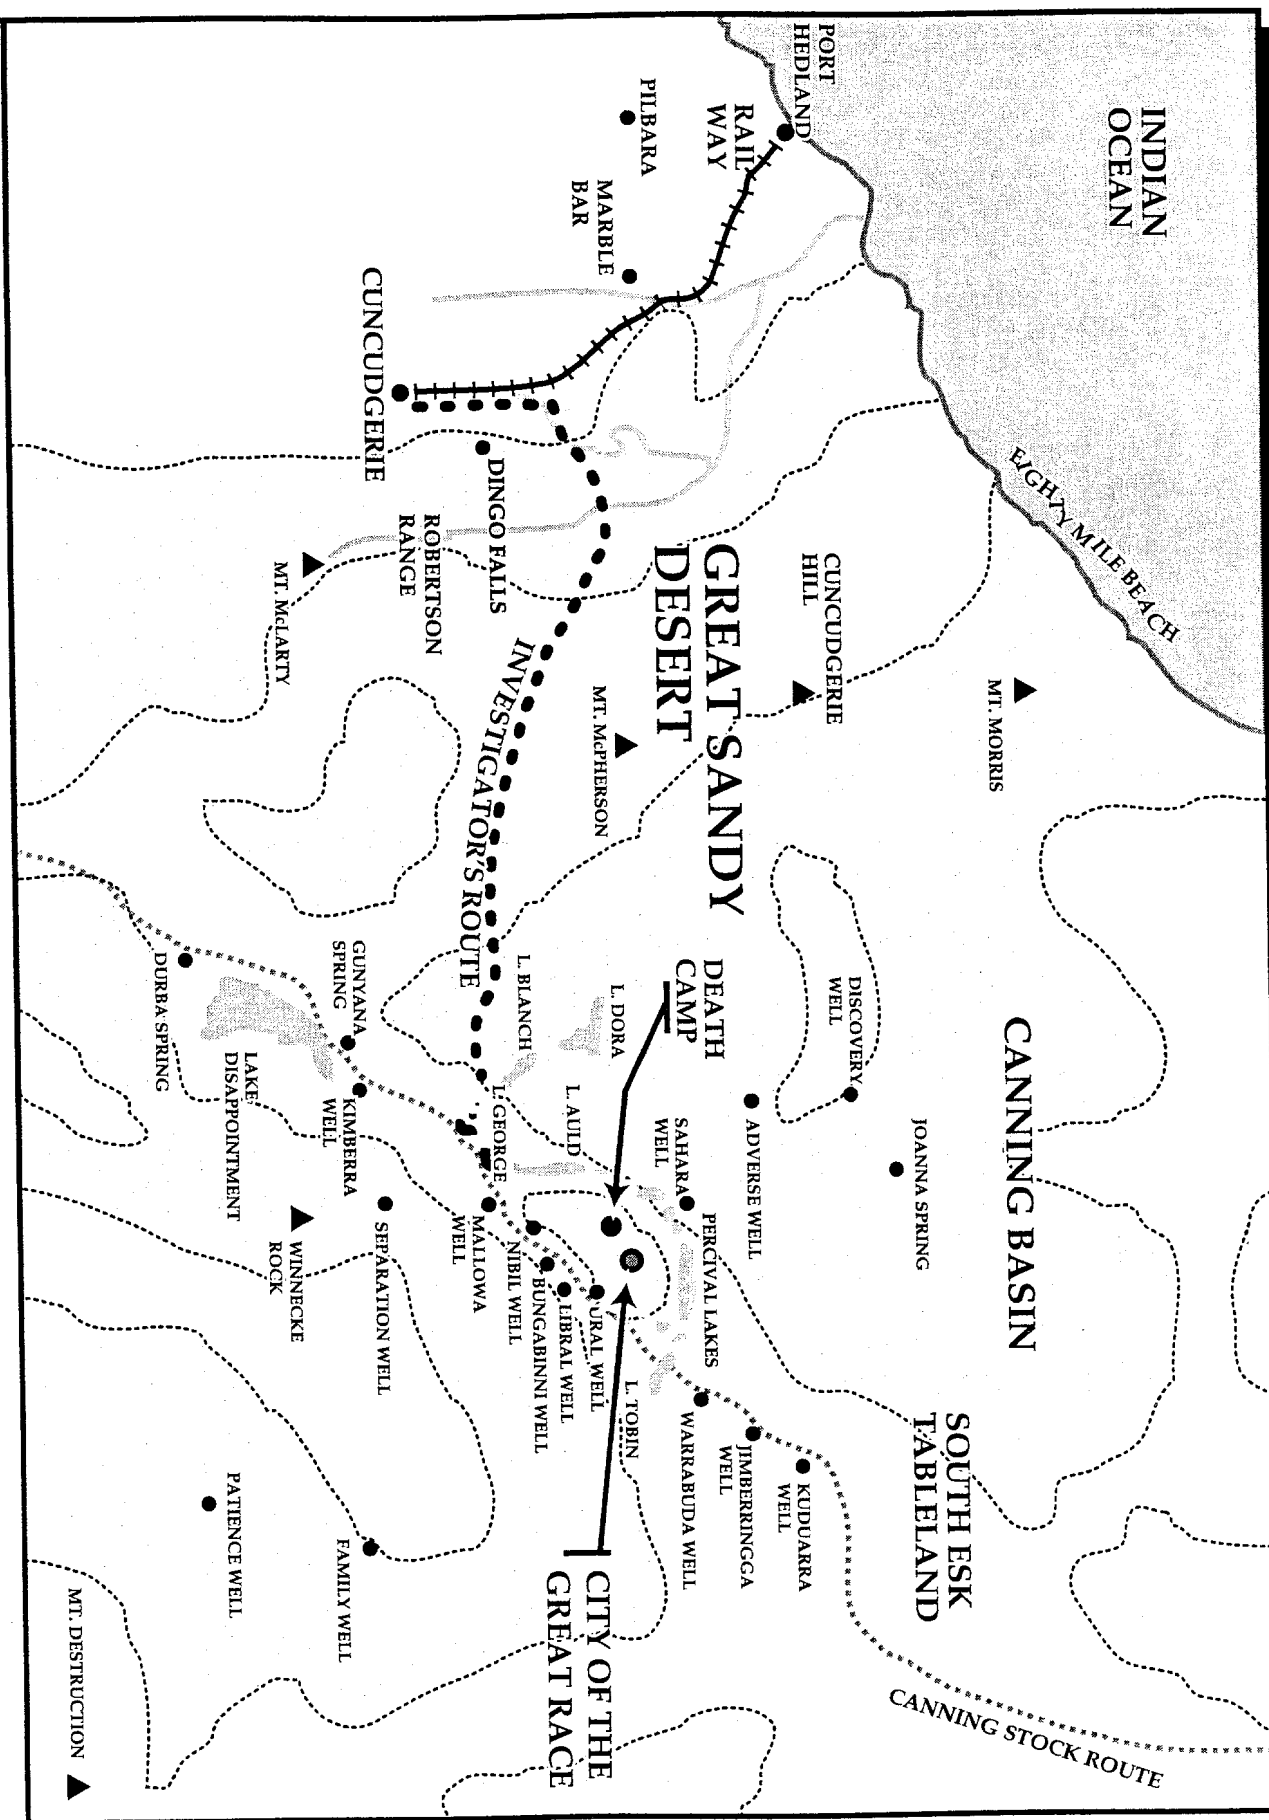 INDIAN
OCEAN
PORT
HEDLAND
RAIL
WAY
PILBARA
MARBLE
BAR
CUNCUDGERIE
EIGHTY MILE BEACH
DINGO FALLS
ROBERTSON
RANGE
MT. McLARTY
GREAT SANDY
DESERT
CUNCUDGERIE
HILL
MT. MORRIS
MT. McPHERSON
INVESTIGATOR'S ROUTE
CANNING BASIN
DISCOVERY
WELL
JOANNA SPRING
ADVERSE WELL
DEATH
CAMP
L. DORA
L. BLANCH
L. AULD
L. GEORGE
SAHARA
WELL
PERCIVAL LAKES
GUNYANA
SPRING
DURBA SPRING
LAKE
DISAPPOINTMENT
KIMBERRA
WELL
WINNECKE
ROCK
SEPARATION WELL
MALLOWA
WELL
NIBIL WELL
BUNGABINNI WELL
LIBRAL WELL
URAL WELL
L. TOBIN
WARRABUDA WELL
JIMBERRINGGA
WELL
KUDUARRA
WELL
SOUTH ESK
TABLELAND
CANNING STOCK ROUTE
CITY OF THE
GREAT RACE
FAMILY WELL
PATIENCE WELL
MT. DESTRUCTION